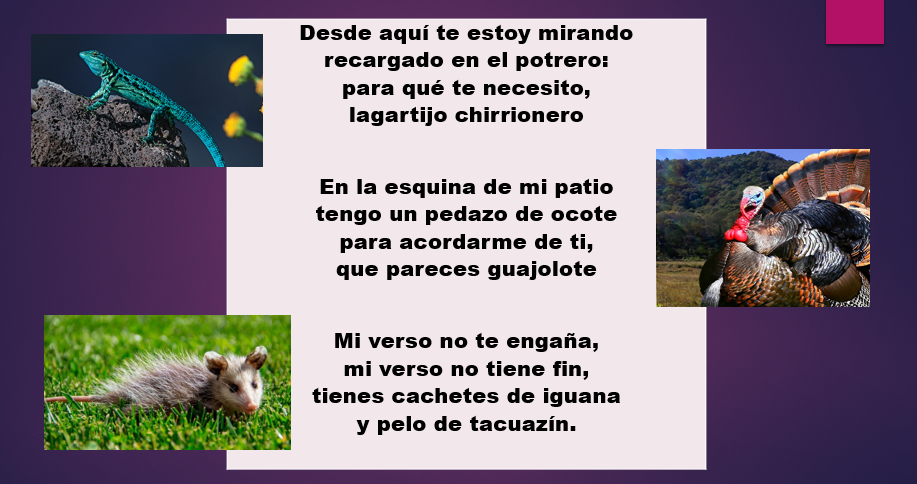 Desde aquí te estoy mirando
recargado en el potrero:
para qué te necesito,
lagartijo chirrionero
En la esquina de mi patio
tengo un pedazo de ocote
para acordarme de ti,
que pareces guajolote
Mi verso no te engaña,
mi verso no tiene fin,
tienes cachetes de iguana
y pelo de tacuazín.